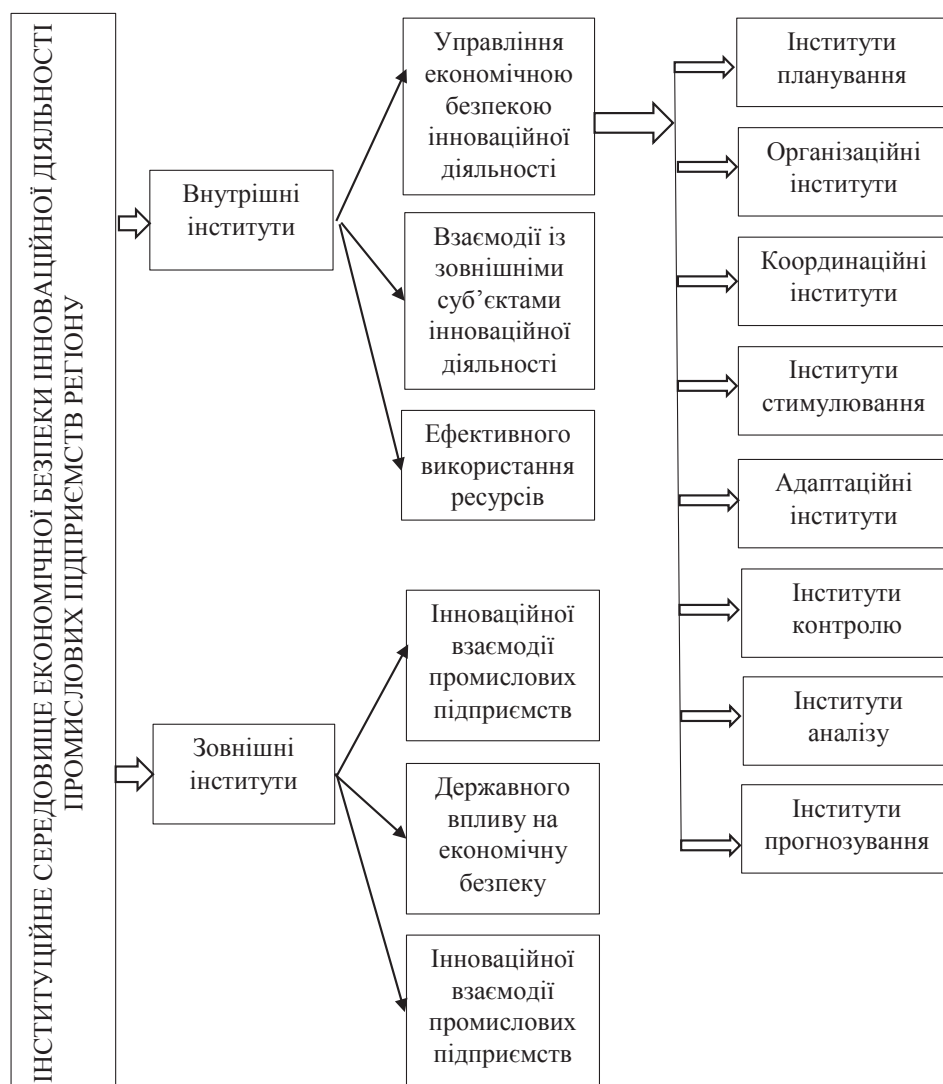 ІНСТИТУЦІЙНЕ СЕРЕДОВИЩЕ ЕКОНОМІЧНОЇ БЕЗПЕКИ ІННОВАЦІЙНОЇ ДІЯЛЬНОСТІ
ПРОМИСЛОВИХ ПІДПРИЄМСТВ РЕГІОНУ
Внутрішні
інститути
Управління
економічною
безпекою
інноваційної
діяльності
Взаємодії із
зовнішніми
суб’єктами
інноваційної
діяльності
Ефективного
використання
ресурсів
Зовнішні
інститути
Інноваційної
взаємодії
промислових
підприємств
Державного
впливу на
економічну
безпеку
Інноваційної
взаємодії
промислових
підприємств
Інститути
планування
Організаційні
інститути
Координаційні
інститути
Інститути
стимулювання
Адаптаційні
інститути
Інститути
контролю
Інститути
аналізу
Інститути
прогнозування